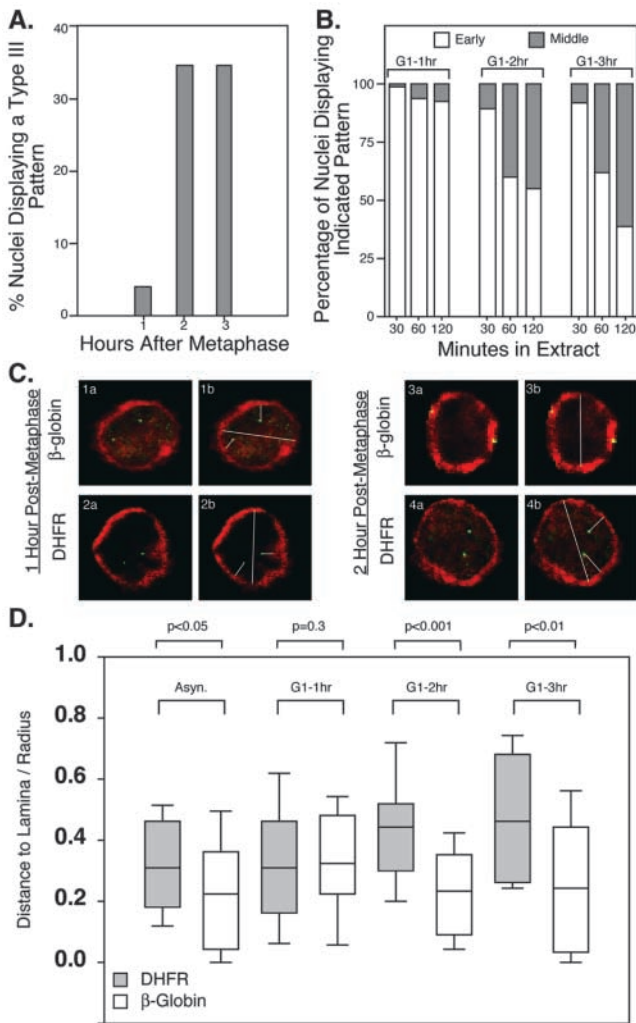 A.
% Nuclei Displaying a Type III
Pattern
40
30
20
10
0
1 2 3
Hours After Metaphase
B.
Early Middle
G1-1hr G1-2hr G1-3hr
Percentage of Nuclei Displaying
Indicated Pattern
100
75
50
25
0
30 60 120 30 60 120 30 60 120
Minutes in Extract
C.
1 Hour Post-Metaphase
β-globin
DHFR
1a 1b
2a 2b
2 Hour Post-Metaphase
β-globin
DHFR
3a 3b
4a 4b
D.
p<0.05 p=0.3 p<0.001 p<0.01
Asyn. G1-1hr G1-2hr G1-3hr
Distance to Lamina / Radius
1.0
0.8
0.6
0.4
0.2
0.0
DHFR
β-Globin